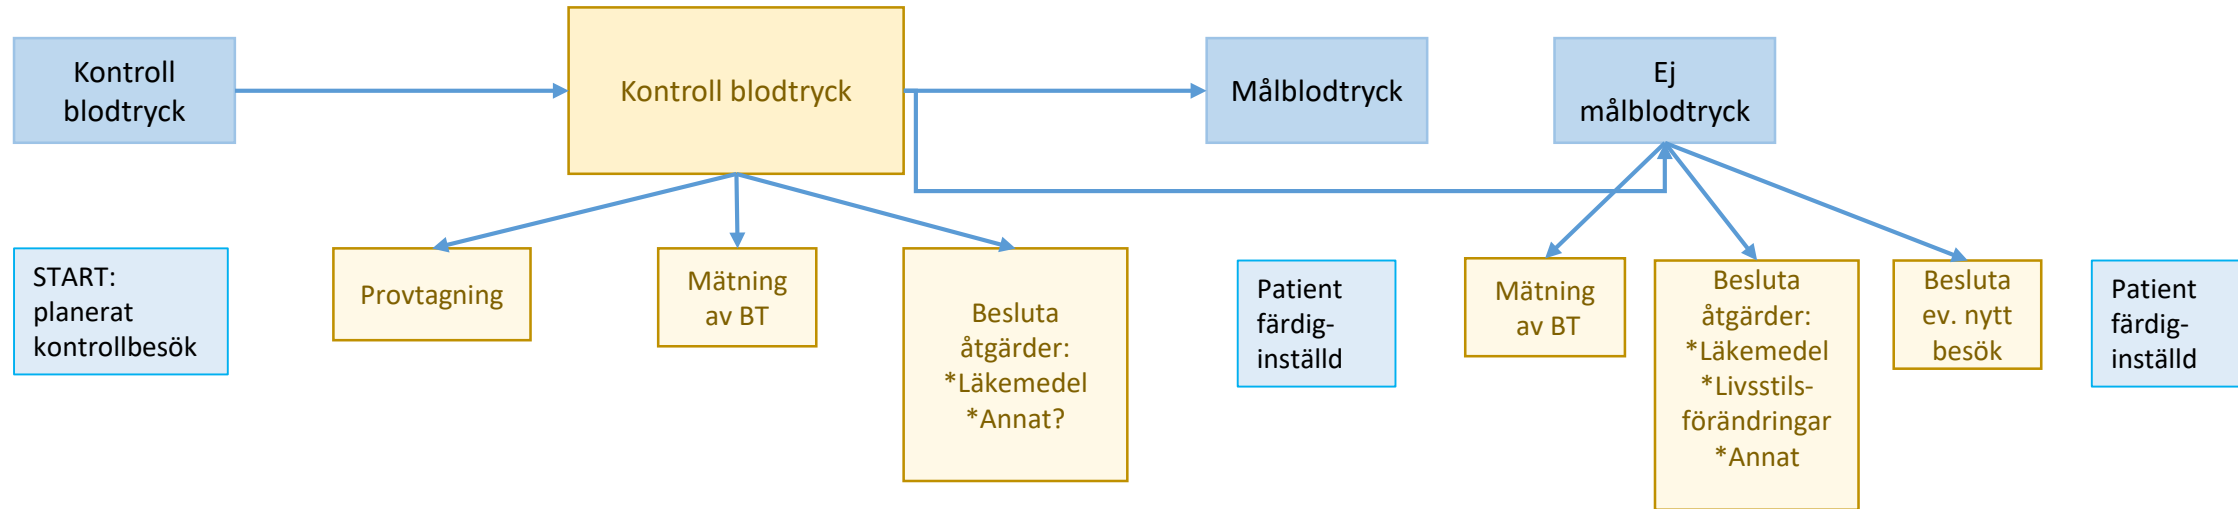 Kontroll
blodtryck
Kontroll blodtryck
Målblodtryck
Ej
målblodtryck
START:
planerat
kontrollbesök
Provtagning
Mätning
av BT
Besluta
åtgärder:
*Läkemedel
*Annat?
Patient
färdig-
inställd
Mätning
av BT
Besluta
åtgärder:
*Läkemedel
*Livsstils-
förändringar
*Annat
Besluta
ev. nytt
besök
Patient
färdig-
inställd